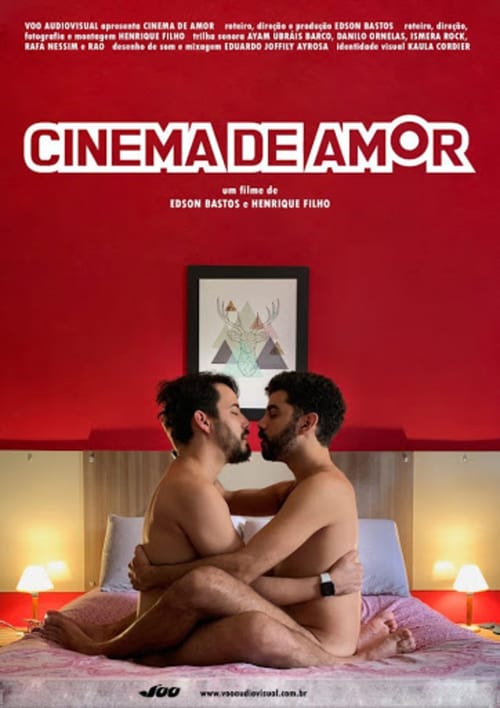 VOO AUDIOVISUAL apresenta CINEMA DE AMOR roteiro, direção e produção EDSON BASTOS roteiro, direção,
fotografia e montagem HENRIQUE FILHO trilha sonora AYAM UBRÁIS BARCO, DANILO ORNELAS, ISMERA ROCK,
RAFA NESSIM e RAO desenho de som e mixagem EDUARDO JOFFILY AYROSA identidade visual KAULA CORDIER
CINEMA DE AMOR
um filme de
EDSON BASTOS e HENRIQUE FILHO
VOO www.vooaudiovisual.com.br